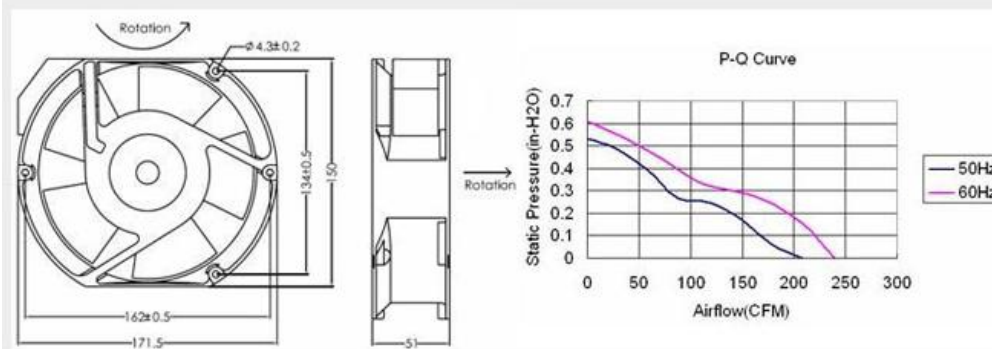 Rotation
Ø4.3±0.2
134±0.5
150
162±0.5
171.5
51
Rotation
P-Q Curve
Static Pressure(in-H2O)
0.7
0.6
0.5
0.4
0.3
0.2
0.1
0
0 50 100 150 200 250 300
Airflow(CFM)
50Hz
60Hz